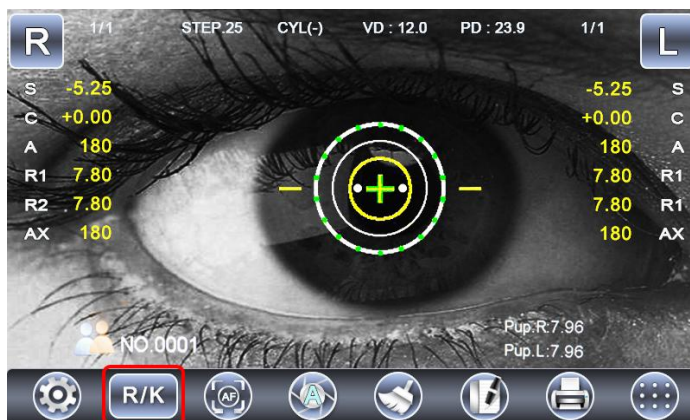 R 1/1 STEP.25 CYL(-) VD : 12.0 PD : 23.9 1/1 L
S -5.25 -5.25 S
C +0.00 +0.00 C
A 180 180 A
R1 7.80 7.80 R1
R2 7.80 7.80 R1
AX 180 180 AX
NO.0001
Pup.R:7.96
Pup.L:7.96
R/K AF A